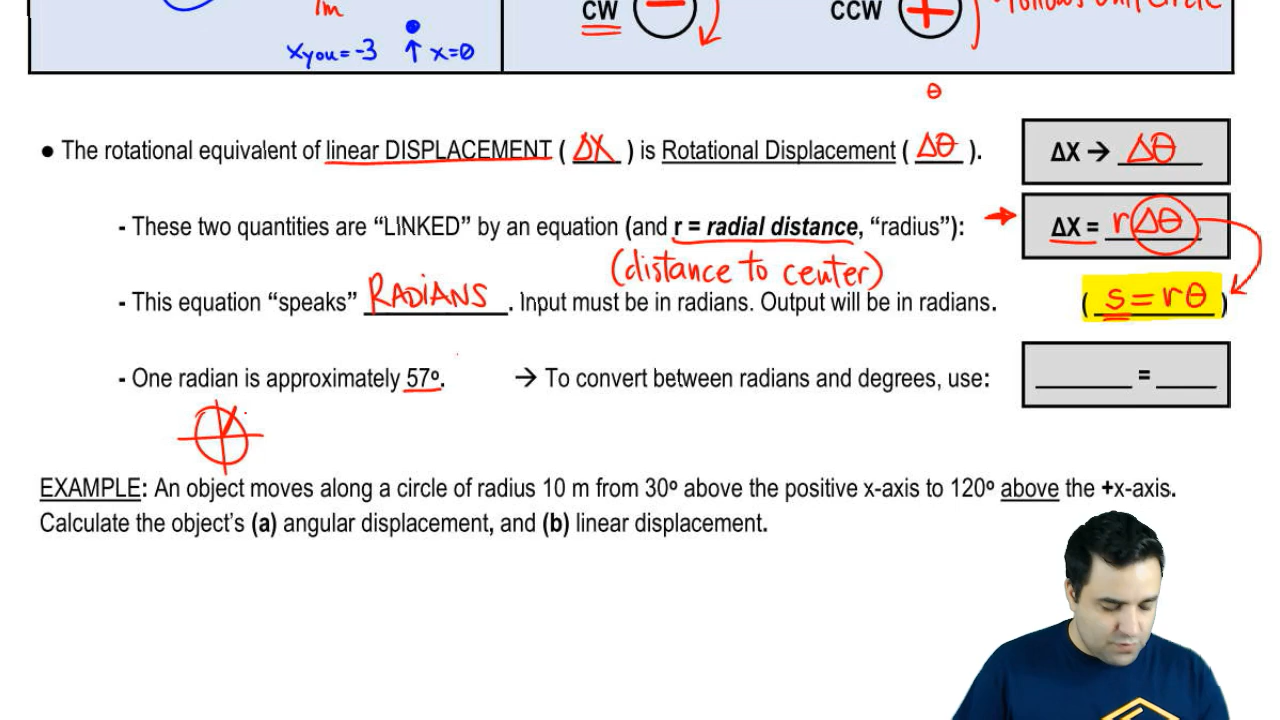 1m
CW − CCW +
xyou=-3 ↑ x=0
θ
● The rotational equivalent of linear DISPLACEMENT ( ΔX ) is Rotational Displacement ( Δθ ). ΔX → Δθ
- These two quantities are “LINKED” by an equation (and r = radial distance, “radius”): ΔX = rΔθ
(distance to center)
- This equation “speaks” RADIANS. Input must be in radians. Output will be in radians. ( s = rθ )
- One radian is approximately 57º. → To convert between radians and degrees, use: ______ = ____
EXAMPLE: An object moves along a circle of radius 10 m from 30º above the positive x-axis to 120º above the +x-axis.
Calculate the object’s (a) angular displacement, and (b) linear displacement.